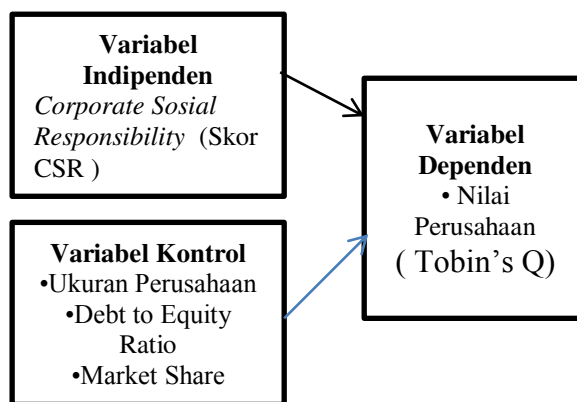 Variabel
Indipenden
Corporate Sosial
Responsibility (Skor
CSR )
Variabel Kontrol
•Ukuran Perusahaan
•Debt to Equity
Ratio
•Market Share
Variabel
Dependen
• Nilai
Perusahaan
( Tobin’s Q)